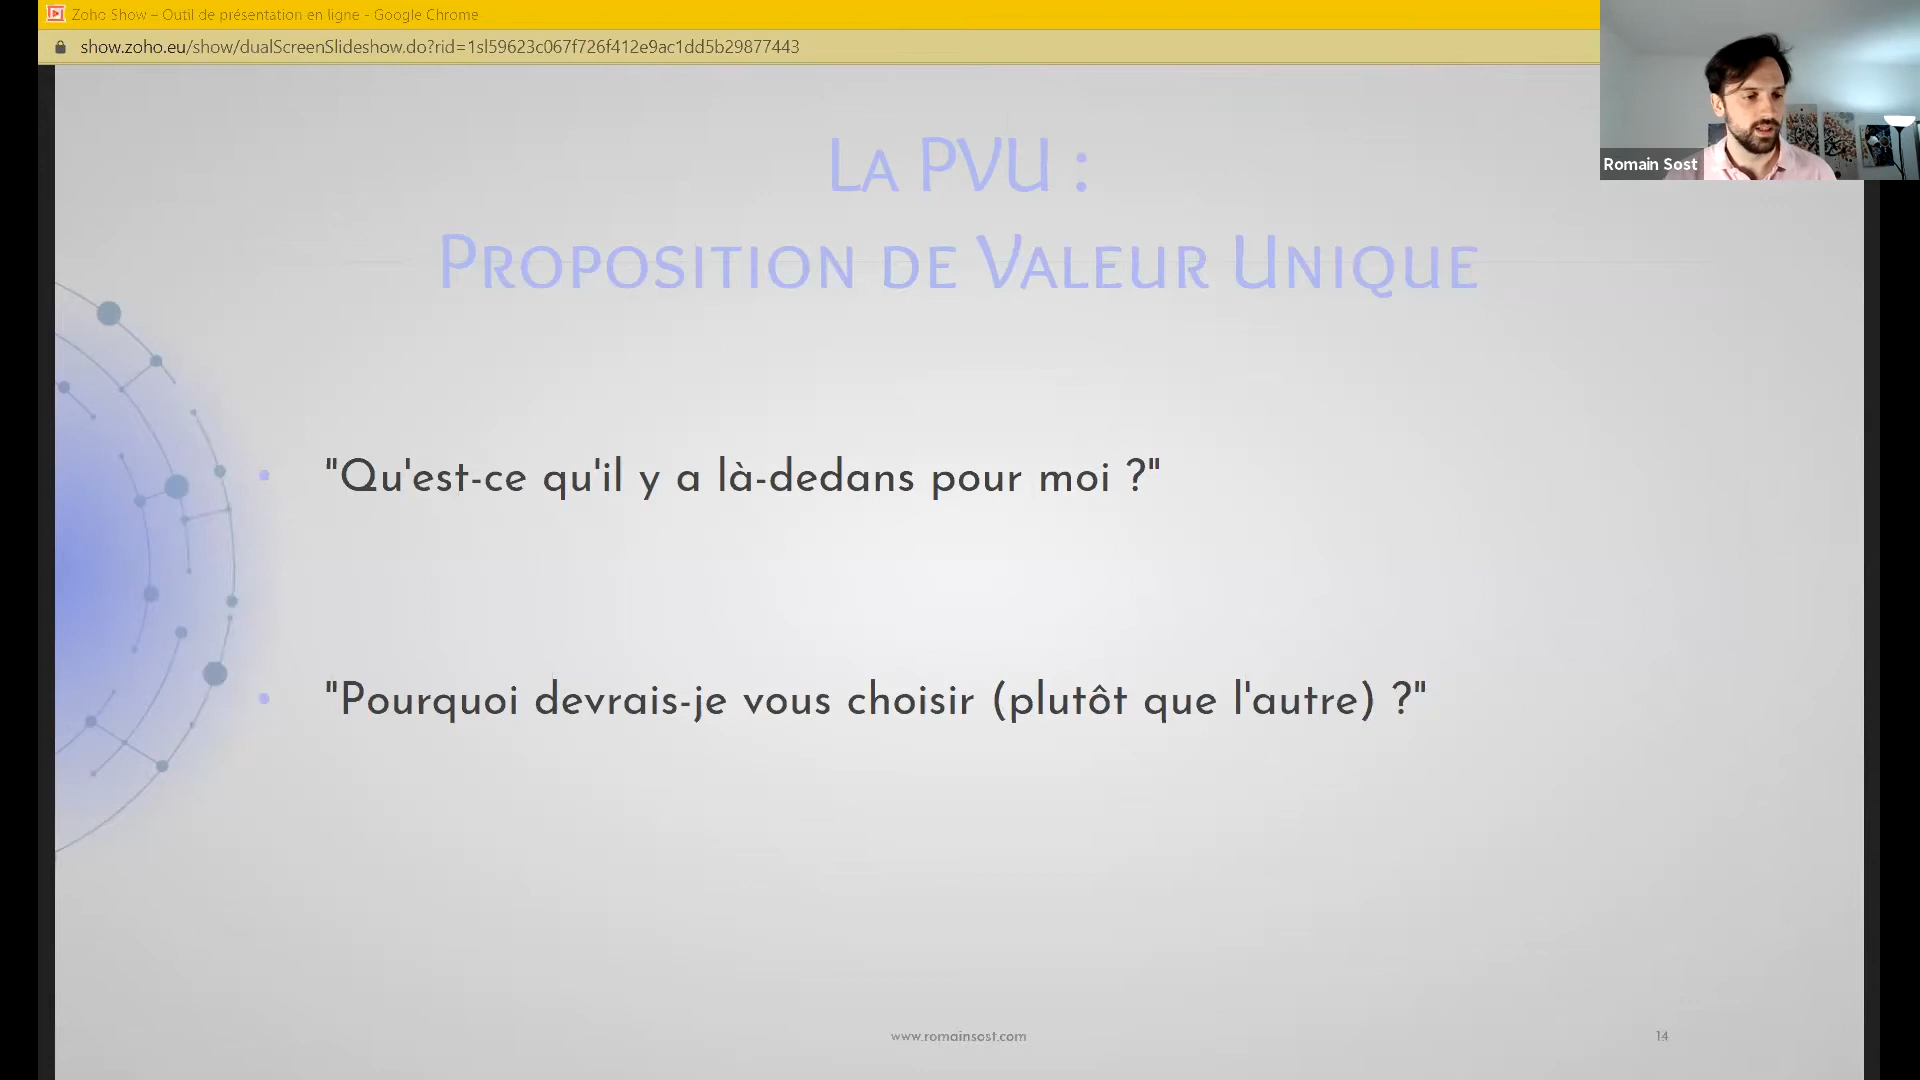 Zoho Show – Outil de présentation en ligne - Google Chrome
show.zoho.eu/show/dualScreenSlideshow.do?rid=1sl59623c067f726f412e9ac1dd5b29877443
Romain Sost
La PVU :
Proposition de Valeur Unique
"Qu'est-ce qu'il y a là-dedans pour moi ?"
"Pourquoi devrais-je vous choisir (plutôt que l'autre) ?"
www.romainsost.com
14